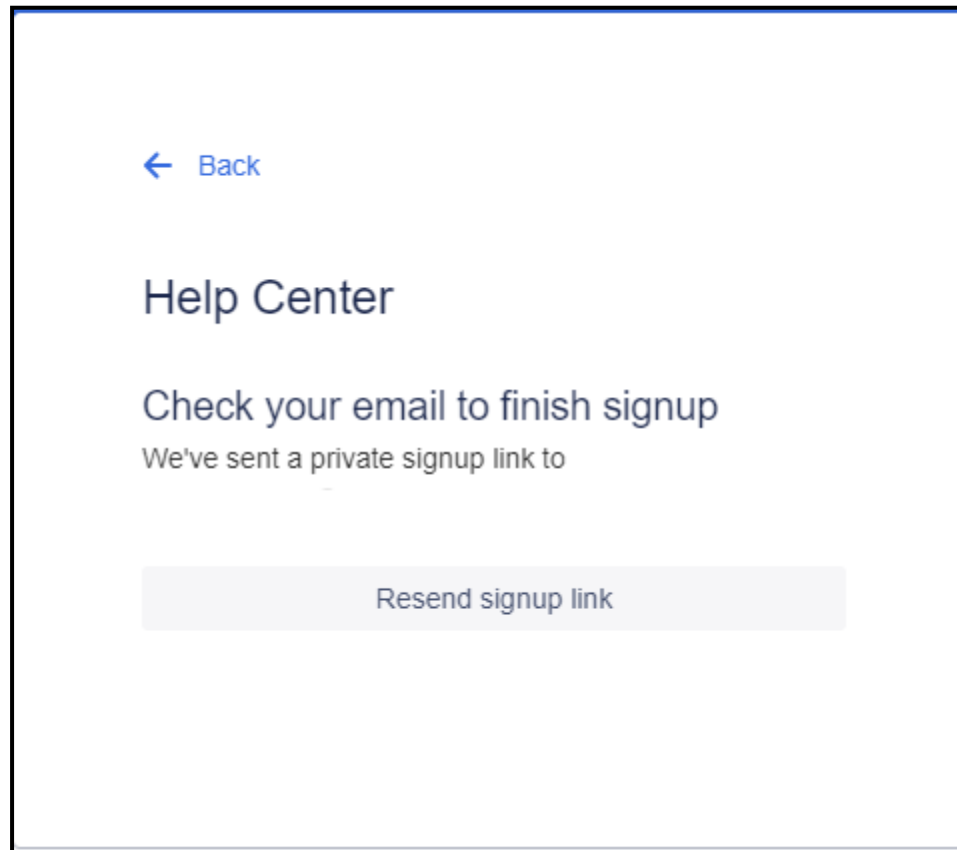 Back
Help Center
Check your email to finish signup
We've sent a private signup link to
Resend signup link